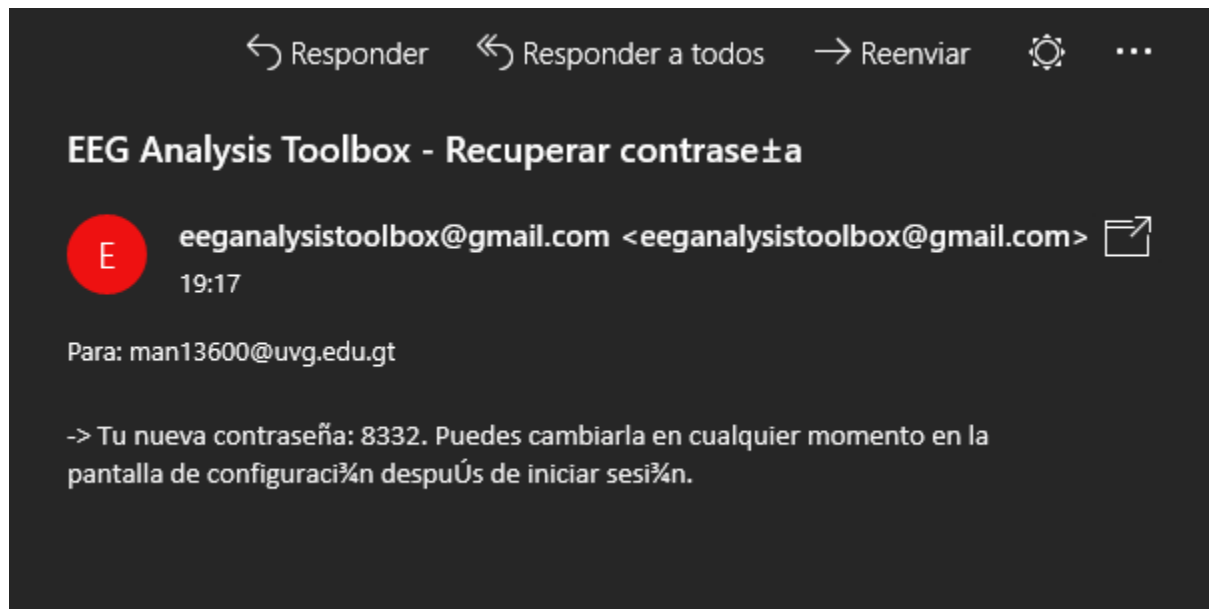 Responder Responder a todos Reenviar
EEG Analysis Toolbox - Recuperar contrase±a
E
eeganalysistoolbox@gmail.com <eeganalysistoolbox@gmail.com>
19:17
Para: man13600@uvg.edu.gt
-> Tu nueva contraseña: 8332. Puedes cambiarla en cualquier momento en la
pantalla de configuraci¾n despuÚs de iniciar sesi¾n.